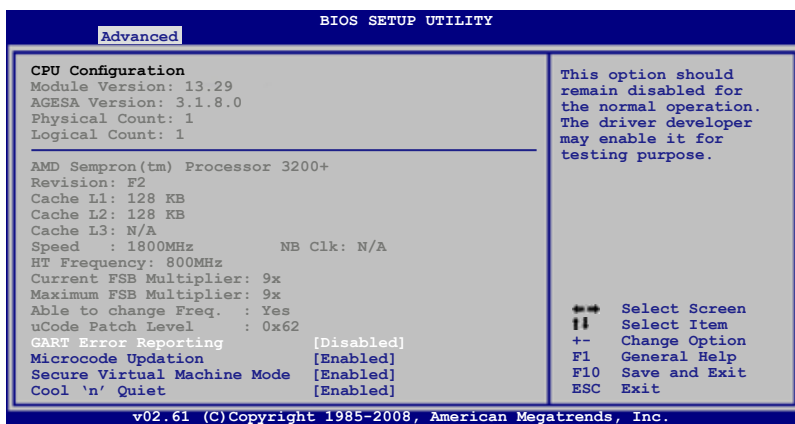 BIOS SETUP UTILITY
Advanced
CPU Configuration
Module Version: 13.29
AGESA Version: 3.1.8.0
Physical Count: 1
Logical Count: 1
AMD Sempron(tm) Processor 3200+
Revision: F2
Cache L1: 128 KB
Cache L2: 128 KB
Cache L3: N/A
Speed : 1800MHz NB Clk: N/A
HT Frequency: 800MHz
Current FSB Multiplier: 9x
Maximum FSB Multiplier: 9x
Able to change Freq. : Yes
uCode Patch Level : 0x62
GART Error Reporting [Disabled]
Microcode Updation [Enabled]
Secure Virtual Machine Mode [Enabled]
Cool ‘n’ Quiet [Enabled]
This option should
remain disabled for
the normal operation.
The driver developer
may enable it for
testing purpose.
Select Screen
Select Item
+- Change Option
F1 General Help
F10 Save and Exit
ESC Exit
v02.61 (C)Copyright 1985-2008, American Megatrends, Inc.